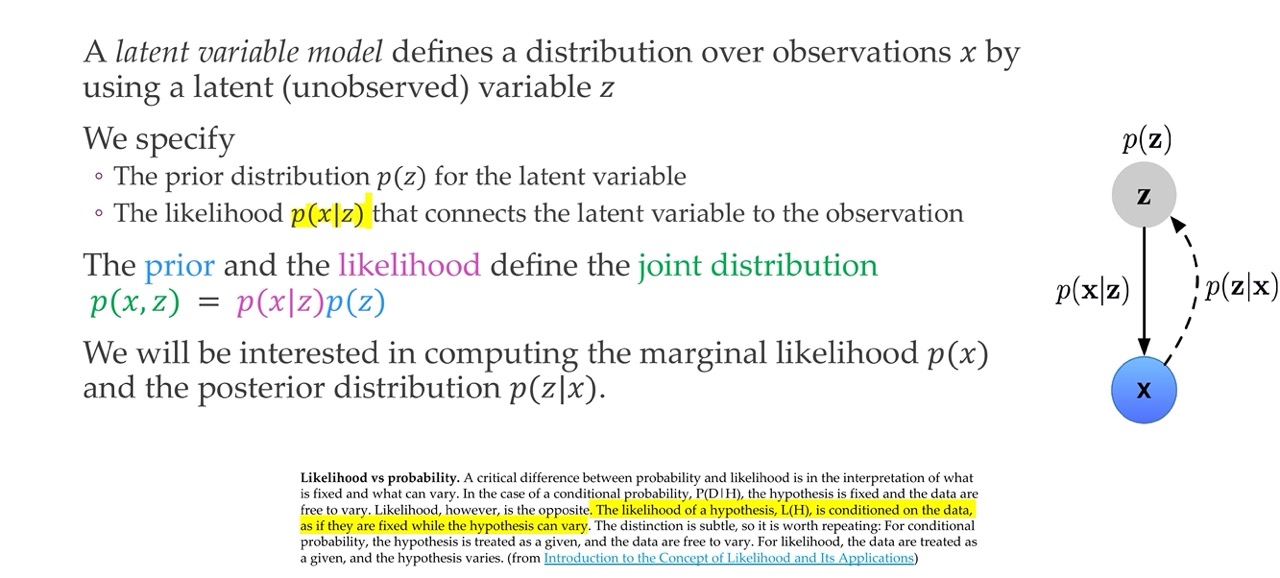 A latent variable model defines a distribution over observations x by
using a latent (unobserved) variable z
We specify
◦ The prior distribution p(z) for the latent variable
◦ The likelihood p(x|z) that connects the latent variable to the observation
The prior and the likelihood define the joint distribution
p(x, z) = p(x|z)p(z)
We will be interested in computing the marginal likelihood p(x)
and the posterior distribution p(z|x).
p(z)
z
p(x|z)
p(z|x)
x
Likelihood vs probability. A critical difference between probability and likelihood is in the interpretation of what
is fixed and what can vary. In the case of a conditional probability, P(D|H), the hypothesis is fixed and the data are
free to vary. Likelihood, however, is the opposite. The likelihood of a hypothesis, L(H), is conditioned on the data,
as if they are fixed while the hypothesis can vary. The distinction is subtle, so it is worth repeating: For conditional
probability, the hypothesis is treated as a given, and the data are free to vary. For likelihood, the data are treated as
a given, and the hypothesis varies. (from Introduction to the Concept of Likelihood and Its Applications)